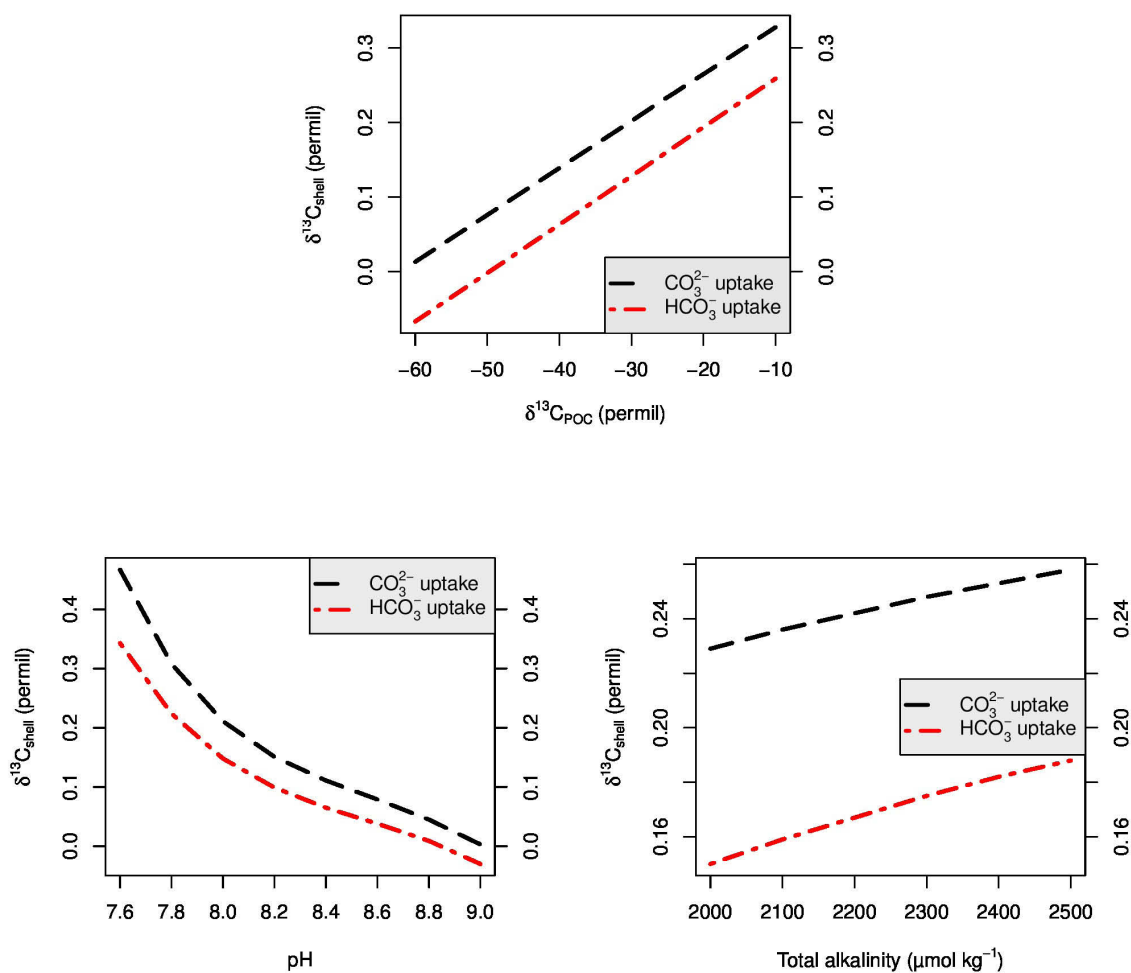 0.0 0.1 0.2 0.3
δ¹³C_shell (permil)
0.0 0.1 0.2 0.3
CO₃²⁻ uptake
HCO₃⁻ uptake
−60 −50 −40 −30 −20 −10
δ¹³C_POC (permil)
0.0 0.1 0.2 0.3 0.4
δ¹³C_shell (permil)
0.0 0.1 0.2 0.3 0.4
CO₃²⁻ uptake
HCO₃⁻ uptake
7.6 7.8 8.0 8.2 8.4 8.6 8.8 9.0
pH
0.16 0.20 0.24
δ¹³C_shell (permil)
0.16 0.20 0.24
CO₃²⁻ uptake
HCO₃⁻ uptake
2000 2100 2200 2300 2400 2500
Total alkalinity (μmol kg⁻¹)